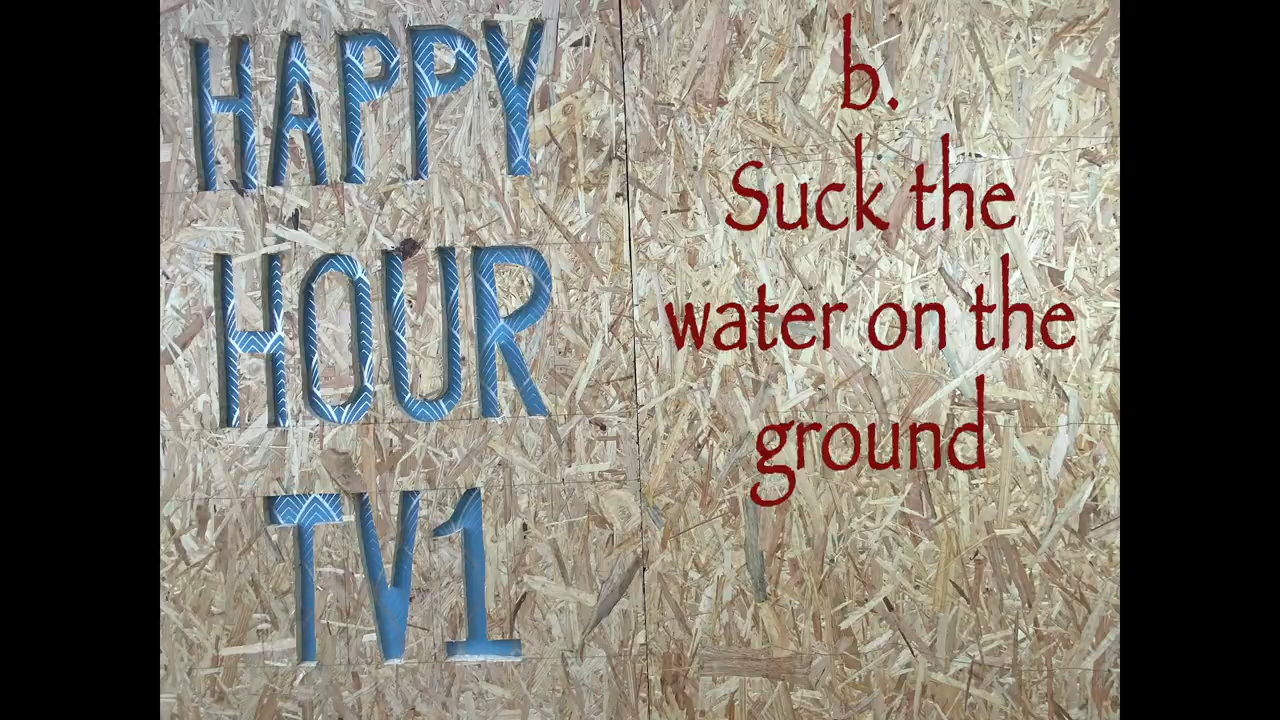 HAPPY
HOUR
TV1
b.
Suck the
water on the
ground